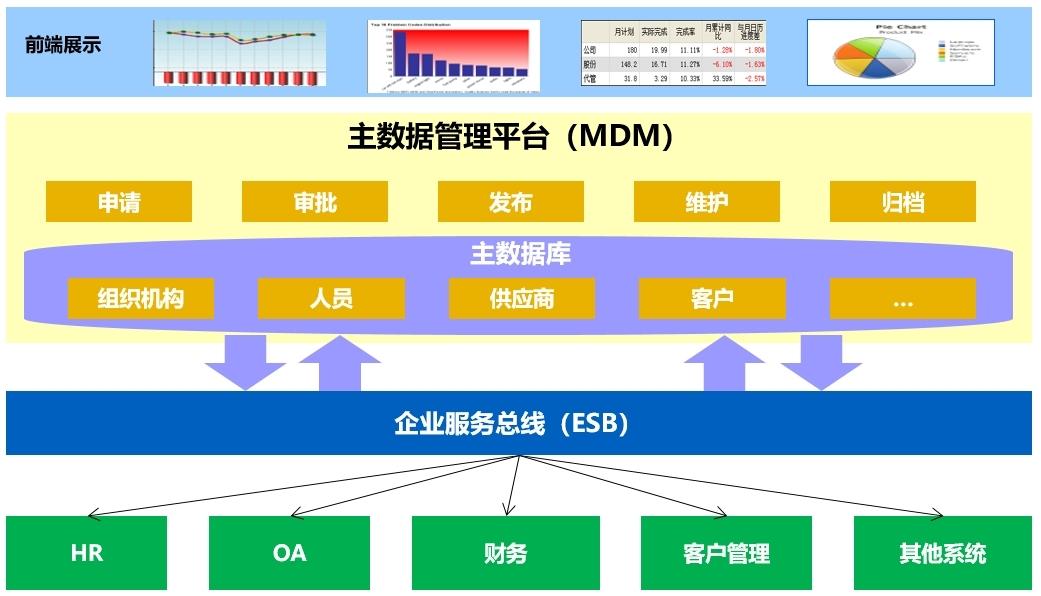 前端展示
Top 10 Problem Codes Distribution
月计划 实际完成 完成率 月累计同比 与月日历进度差
公司 180 19.99 11.11% -1.28% -1.80%
股份 148.2 16.71 11.27% -6.10% -1.63%
代管 31.8 3.29 10.33% 33.59% -2.57%
Pie Chart
Product Mix
主数据管理平台（MDM）
申请 审批 发布 维护 归档
主数据库
组织机构 人员 供应商 客户 ...
企业服务总线（ESB）
HR OA 财务 客户管理 其他系统